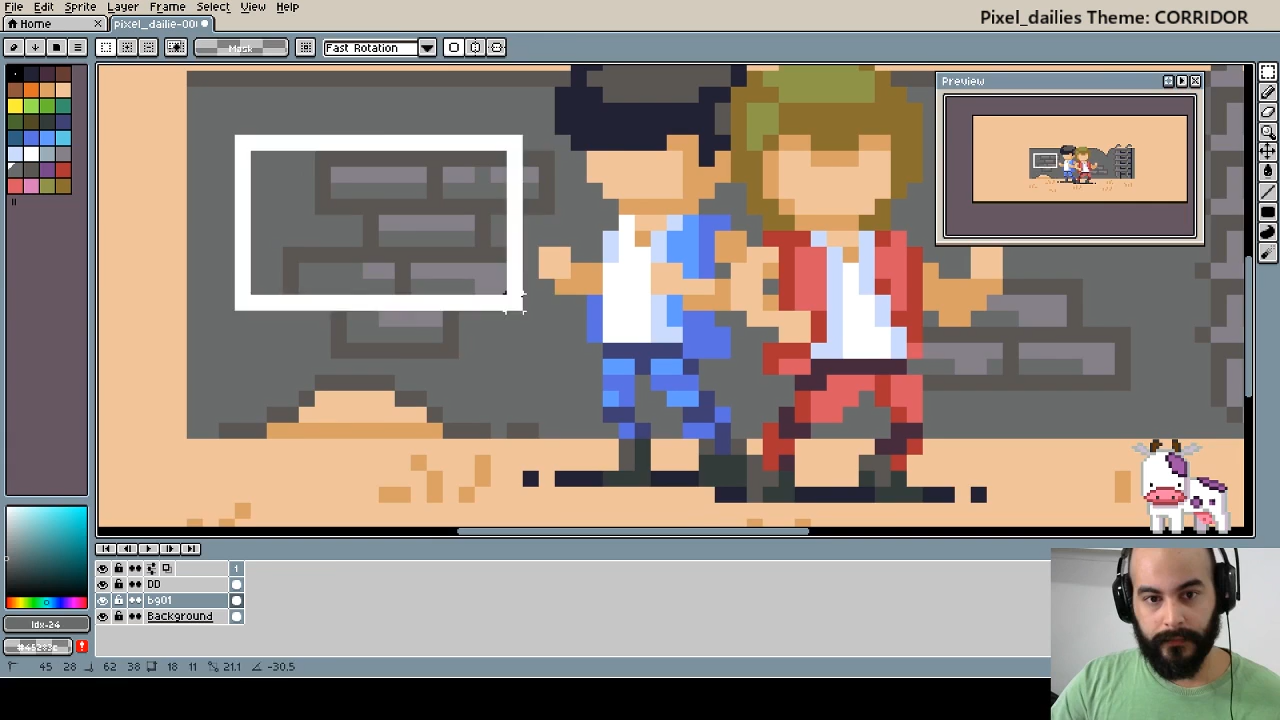 File Edit Sprite Layer Frame Select View Help
Pixel_dailies Theme: CORRIDOR
Home
pixel_dailie-00
Mask
Fast Rotation
Preview
1
DD
bg01
Background
Idx-24
45 28 62 38 18 11 21.1 -30.5